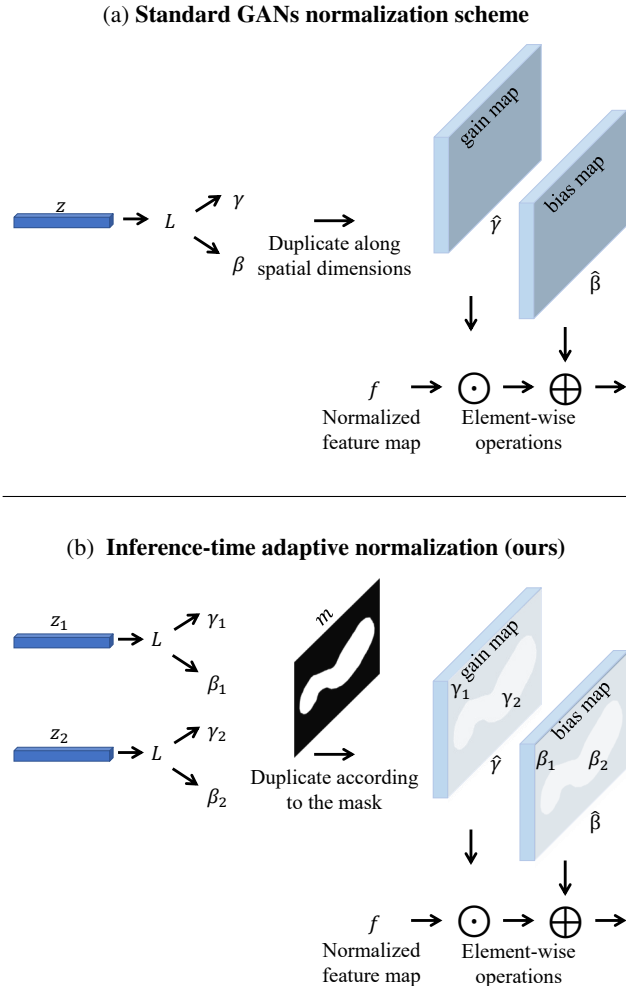 (a) Standard GANs normalization scheme
gain map
bias map
z
L
γ
β
Duplicate along
spatial dimensions
γ̂
β̂
f
Normalized
feature map
Element-wise
operations
(b) Inference-time adaptive normalization (ours)
z₁
L
γ₁
β₁
z₂
L
γ₂
β₂
m
Duplicate according
to the mask
gain map
γ₁
γ₂
bias map
β₁
β₂
γ̂
β̂
f
Normalized
feature map
Element-wise
operations